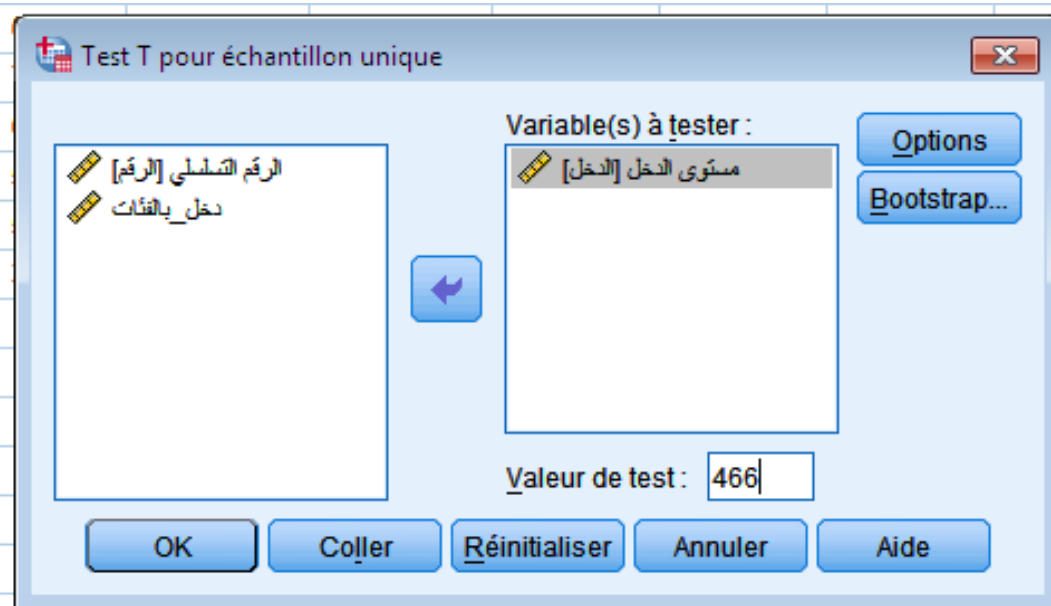 Test T pour échantillon unique
Variable(s) à tester :
الرقم التسلسلي [الرقم]
دخل_بالفئات
مستوى الدخل [الدخل]
Options
Bootstrap...
Valeur de test : 466
OK Coller Réinitialiser Annuler Aide